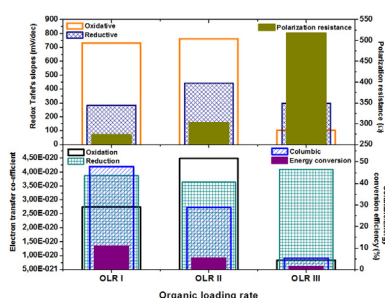 Redox Tafel's slopes (mV/dec)
900
800
700
600
500
400
300
200
100
0
Oxidative
Reductive
Polarization resistance
550
500
450
400
350
300
250
Polarization resistance (Ω)
Electron transfer co-efficient
4,50E-020
4,00E-020
3,50E-020
3,00E-020
2,50E-020
2,00E-020
1,50E-020
1,00E-020
5,00E-021
Oxidation
Reduction
Columbic
Energy conversion
50
40
30
20
10
0
conversion efficiency (%)
OLR I
OLR II
OLR III
Organic loading rate